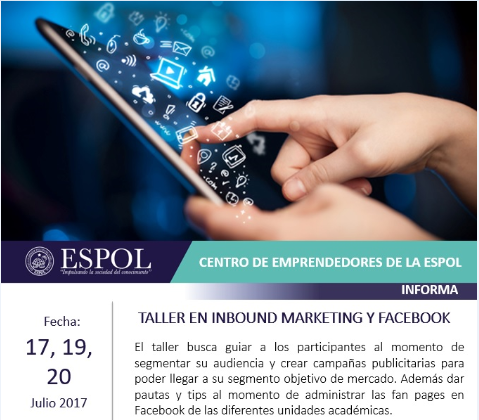 ESPOL
"Impulsando la sociedad del conocimiento"
CENTRO DE EMPRENDEDORES DE LA ESPOL
INFORMA
Fecha:
17, 19,
20
Julio 2017
TALLER EN INBOUND MARKETING Y FACEBOOK
El taller busca guiar a los participantes al momento de
segmentar su audiencia y crear campañas publicitarias para
poder llegar a su segmento objetivo de mercado. Además dar
pautas y tips al momento de administrar las fan pages en
Facebook de las diferentes unidades académicas.